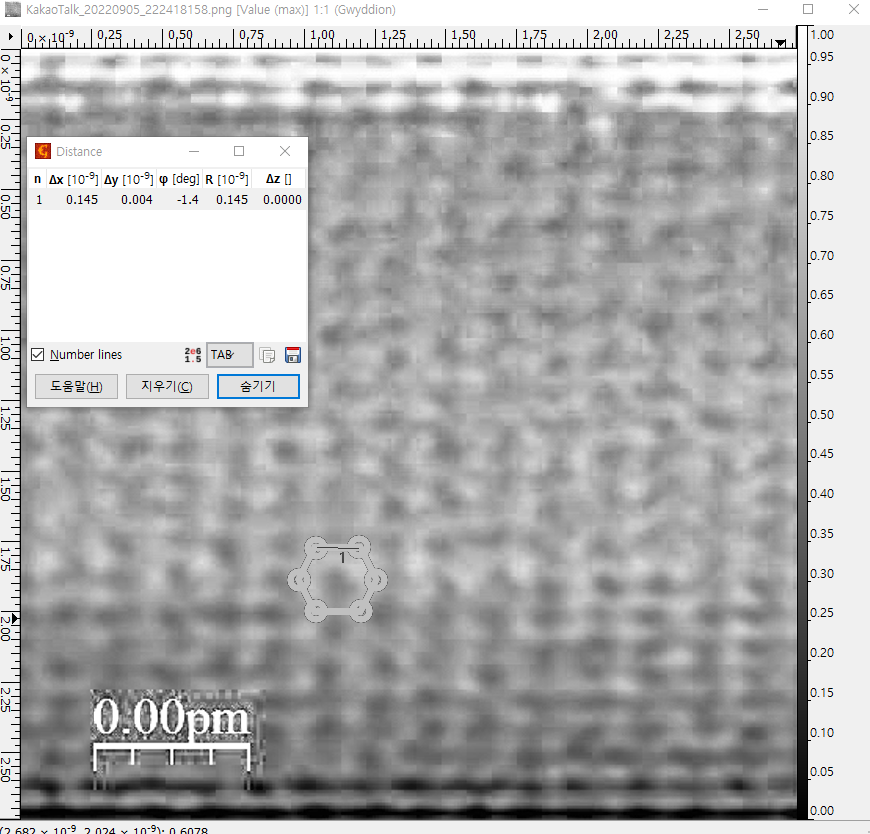 KakaoTalk_20220905_222418158.png [Value (max)] 1:1 (Gwyddion)
0, × 10⁻⁹ 0,25 0,50 0,75 1,00 1,25 1,50 1,75 2,00 2,25 2,50
0 × 10⁻⁹
0,25
0,50
0,75
1,00
1,25
1,50
1,75
2,00
2,25
2,50
Distance
n Δx [10⁻⁹] Δy [10⁻⁹] φ [deg] R [10⁻⁹] Δz []
1 0.145 0.004 -1.4 0.145 0.0000
Number lines
2e6
1.5
TAB
도움말(H) 지우기(C) 숨기기
1
0.00pm
1.00
0.95
0.90
0.85
0.80
0.75
0.70
0.65
0.60
0.55
0.50
0.45
0.40
0.35
0.30
0.25
0.20
0.15
0.10
0.05
0.00
(2.682 × 10⁻⁹, 2.024 × 10⁻⁹): 0.6078